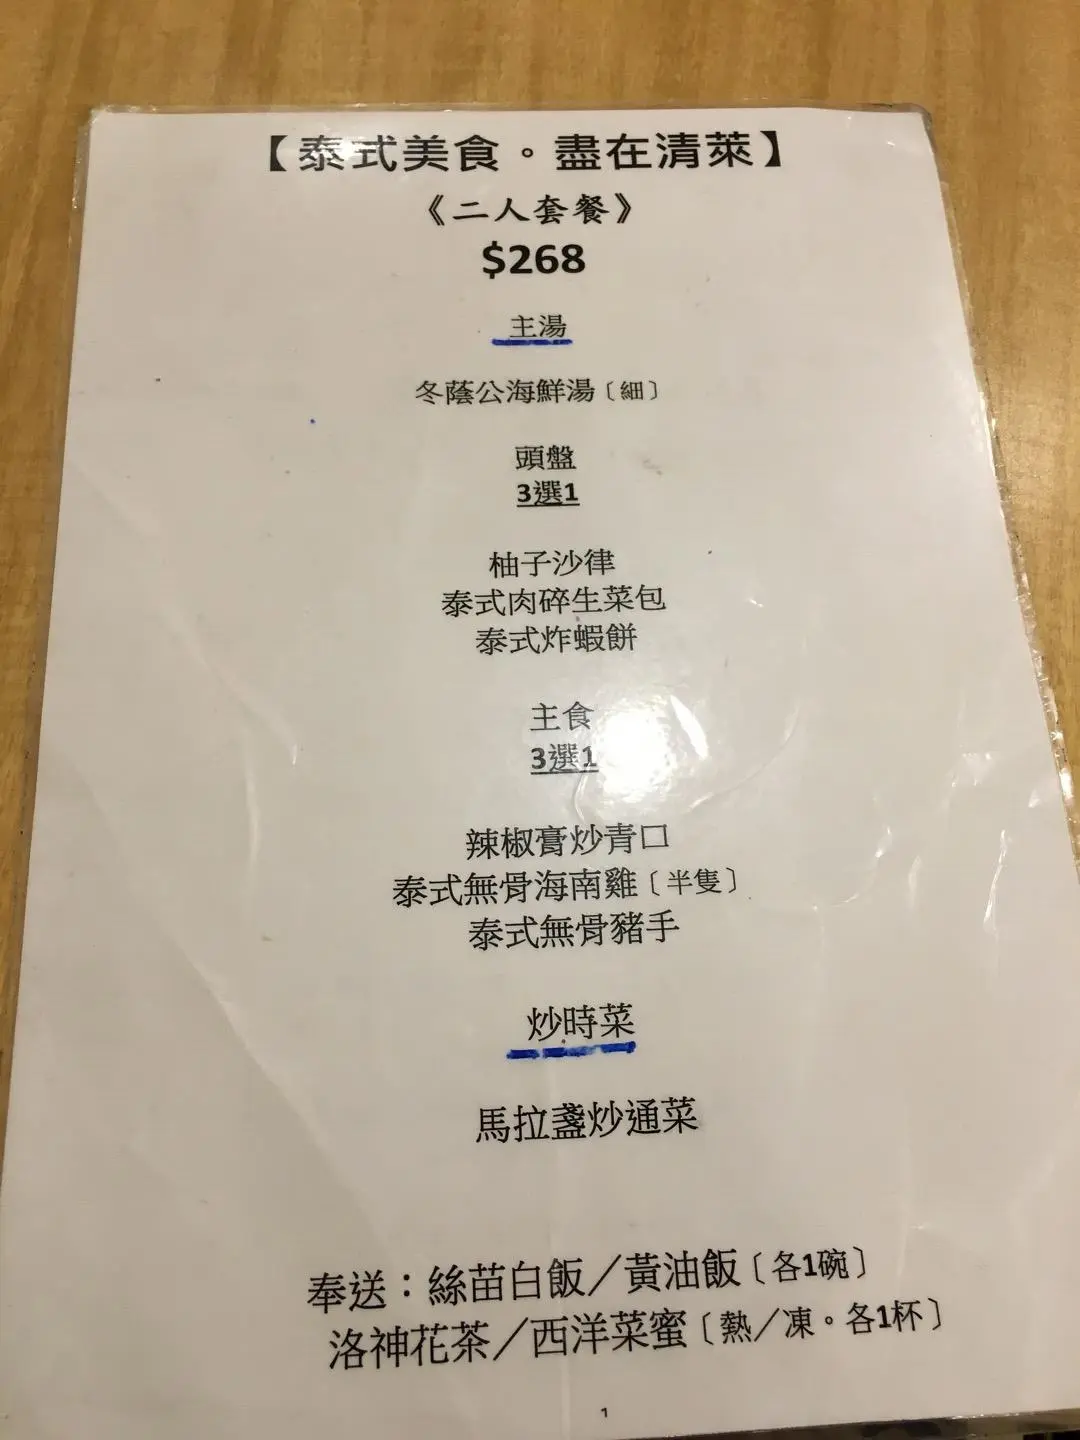 【泰式美食。盡在清萊】
《二人套餐》
$268
主湯
冬蔭公海鮮湯〔細〕
頭盤
3選1
柚子沙律
泰式肉碎生菜包
泰式炸蝦餅
主食
3選1
辣椒膏炒青口
泰式無骨海南雞〔半隻〕
泰式無骨豬手
炒時菜
馬拉盞炒通菜
奉送：絲苗白飯／黃油飯〔各1碗〕
洛神花茶／西洋菜蜜〔熱／凍。各1杯〕
1